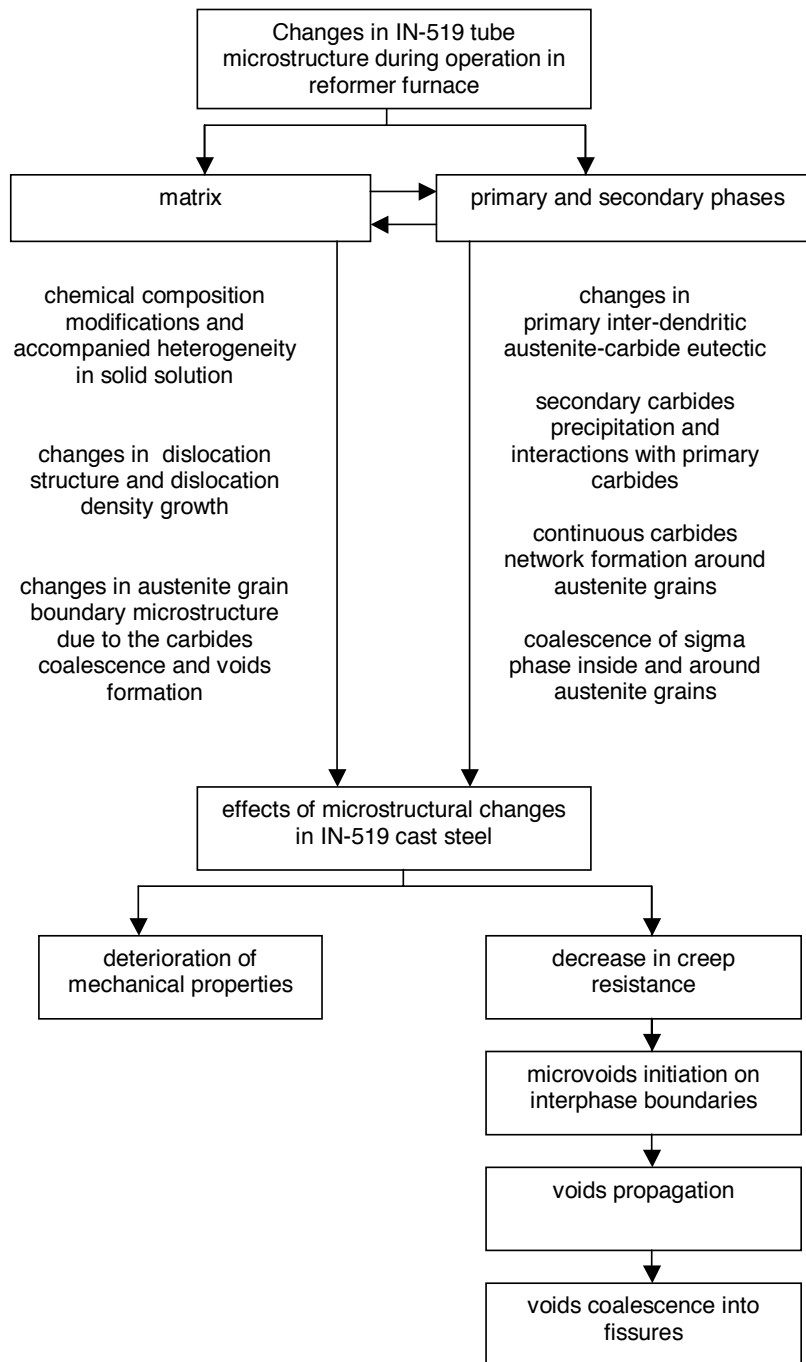 Changes in IN-519 tube
microstructure during operation in
reformer furnace
matrix
primary and secondary phases
chemical composition
modifications and
accompanied heterogeneity
in solid solution
changes in dislocation
structure and dislocation
density growth
changes in austenite grain
boundary microstructure
due to the carbides
coalescence and voids
formation
changes in
primary inter-dendritic
austenite-carbide eutectic
secondary carbides
precipitation and
interactions with primary
carbides
continuous carbides
network formation around
austenite grains
coalescence of sigma
phase inside and around
austenite grains
effects of microstructural changes
in IN-519 cast steel
deterioration of
mechanical properties
decrease in creep
resistance
microvoids initiation on
interphase boundaries
voids propagation
voids coalescence into
fissures